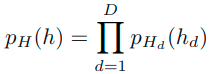 p_H(h) = \prod_{d=1}^{D} p_{H_d}(h_d)